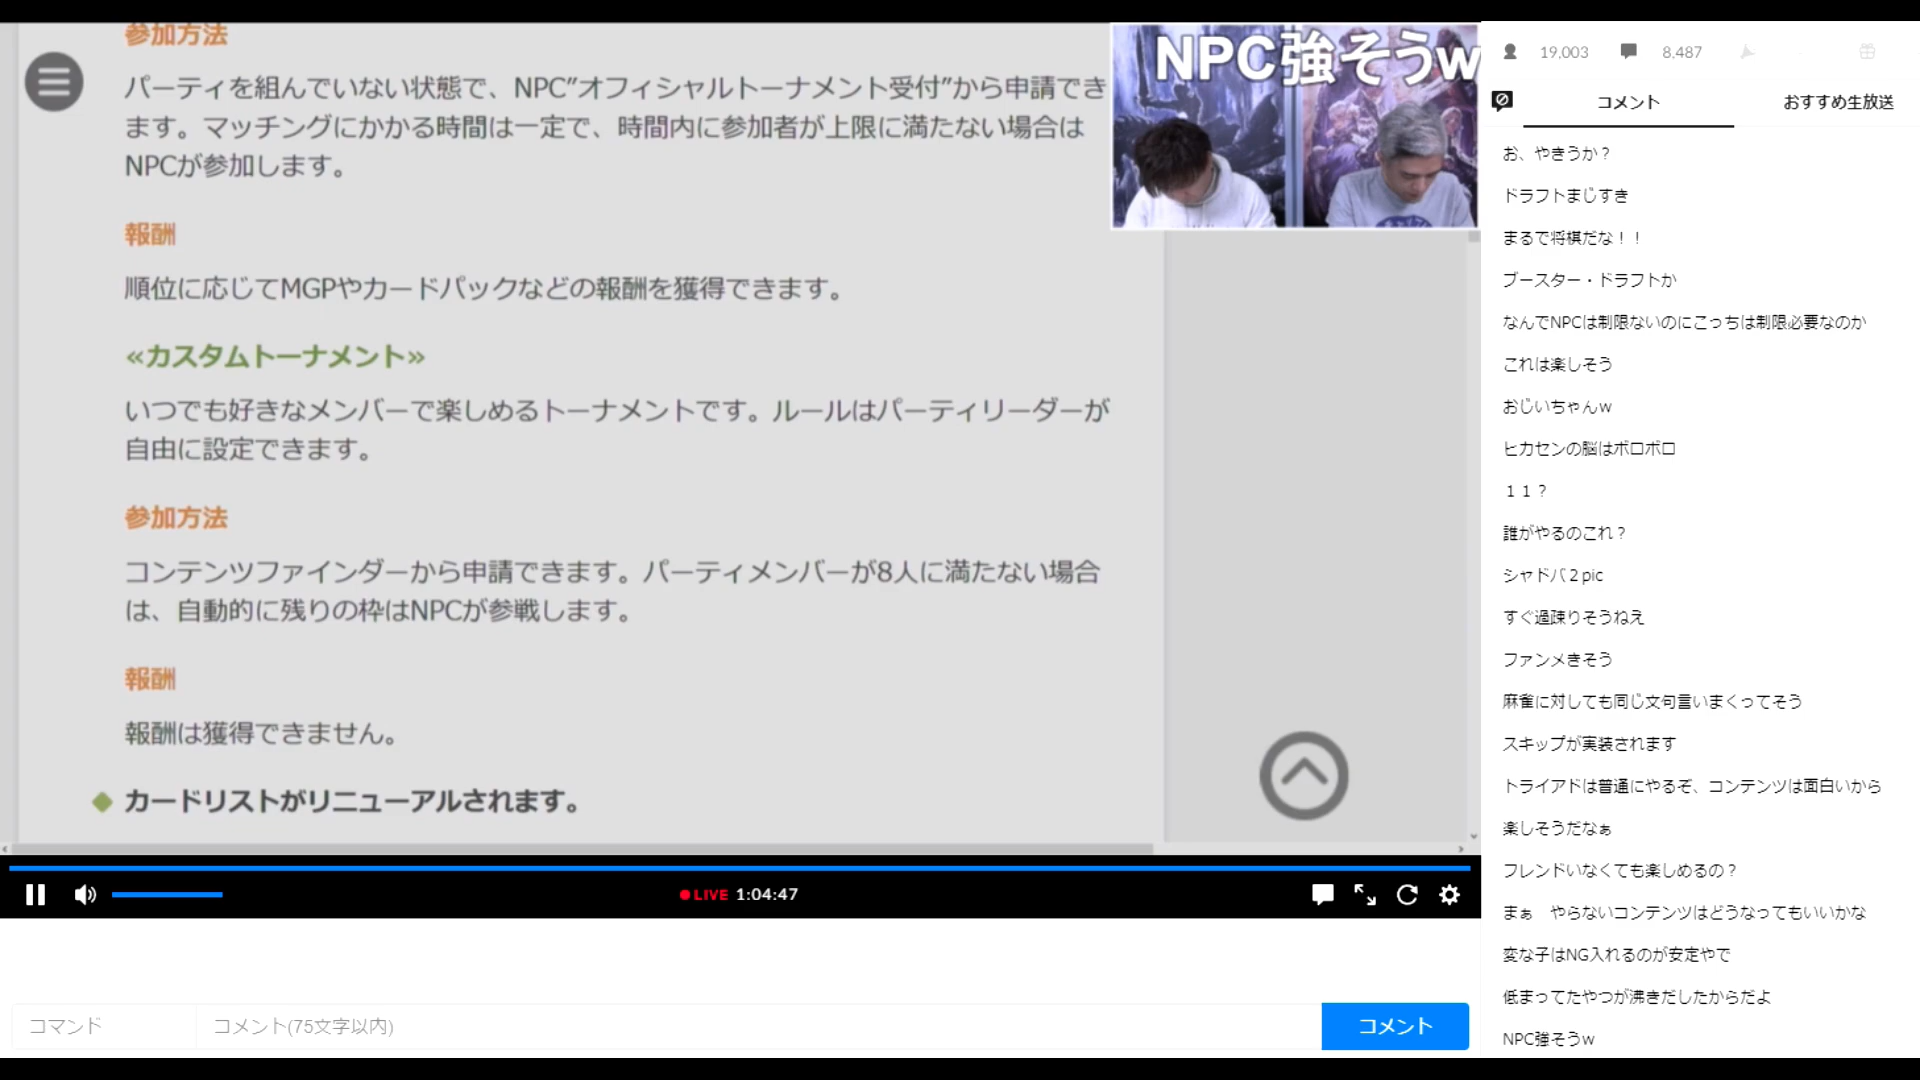 参加方法
パーティを組んでいない状態で、NPC”オフィシャルトーナメント受付”から申請でき
ます。マッチングにかかる時間は一定で、時間内に参加者が上限に満たない場合は
NPCが参加します。
報酬
順位に応じてMGPやカードパックなどの報酬を獲得できます。
≪カスタムトーナメント≫
いつでも好きなメンバーで楽しめるトーナメントです。ルールはパーティリーダーが
自由に設定できます。
参加方法
コンテンツファインダーから申請できます。パーティメンバーが8人に満たない場合
は、自動的に残りの枠はNPCが参戦します。
報酬
報酬は獲得できません。
カードリストがリニューアルされます。
NPC強そうw
LIVE 1:04:47
コマンド
コメント(75文字以内)
コメント
19,003 8,487
コメント おすすめ生放送
お、やきうか？
ドラフトまじすき
まるで将棋だな！！
ブースター・ドラフトか
なんでNPCは制限ないのにこっちは制限必要なのか
これは楽しそう
おじいちゃんw
ヒカセンの脳はボロボロ
１１？
誰がやるのこれ？
シャドバ２pic
すぐ過疎りそうねえ
ファンメきそう
麻雀に対しても同じ文句言いまくってそう
スキップが実装されます
トライアドは普通にやるぞ、コンテンツは面白いから
楽しそうだなぁ
フレンドいなくても楽しめるの？
まぁ　やらないコンテンツはどうなってもいいかな
変な子はNG入れるのが安定やで
低まってたやつが沸きだしたからだよ
NPC強そうw